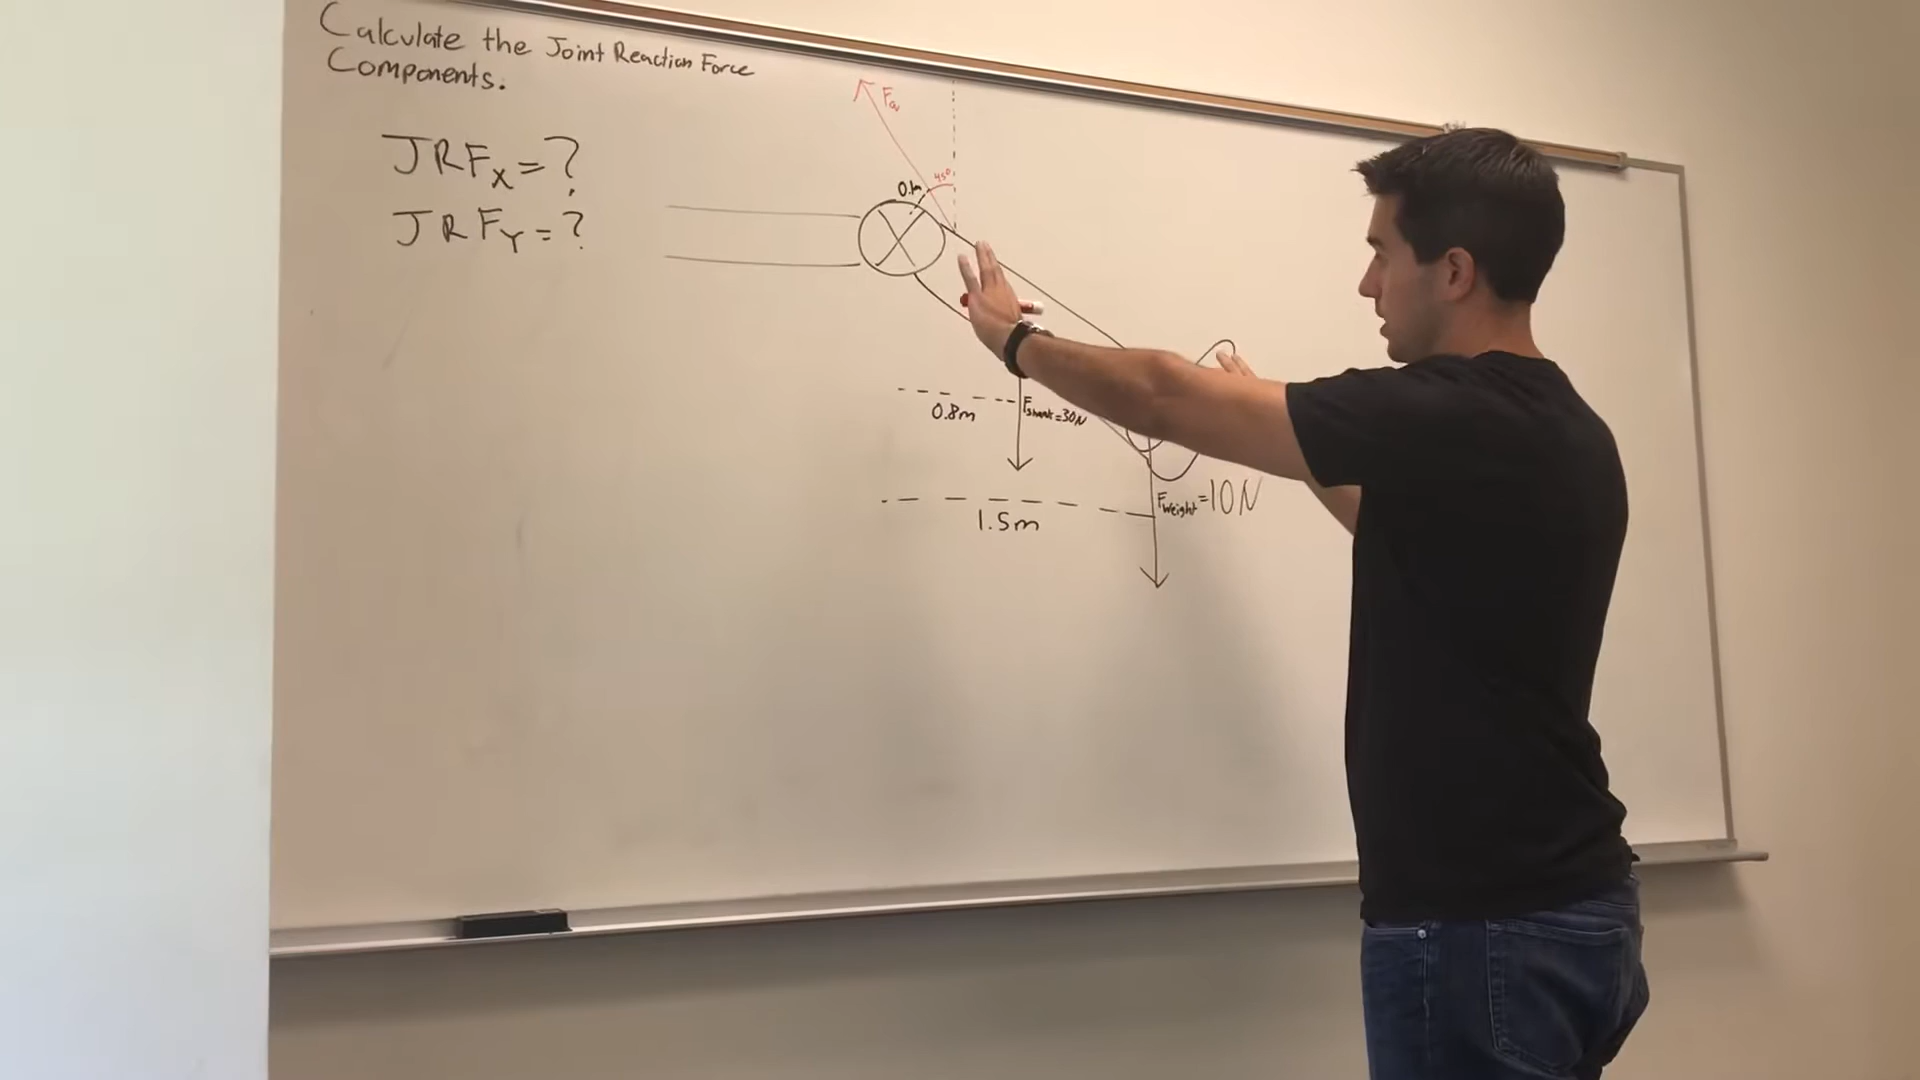 Calculate the Joint Reaction Force
Components.
JRFx=?
JRFY=?
FQ
45°
0.1m
0.8m
Fshank=30N
1.5m
Fweight=10N